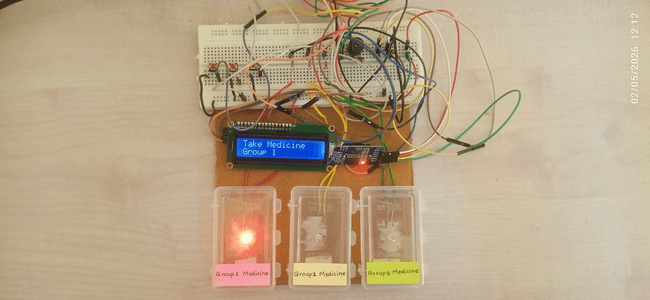 02/05/2026 12:12
Take Medicine
Group 1
Group1 Medicine
Group2 Medicine
Group3 Medicine